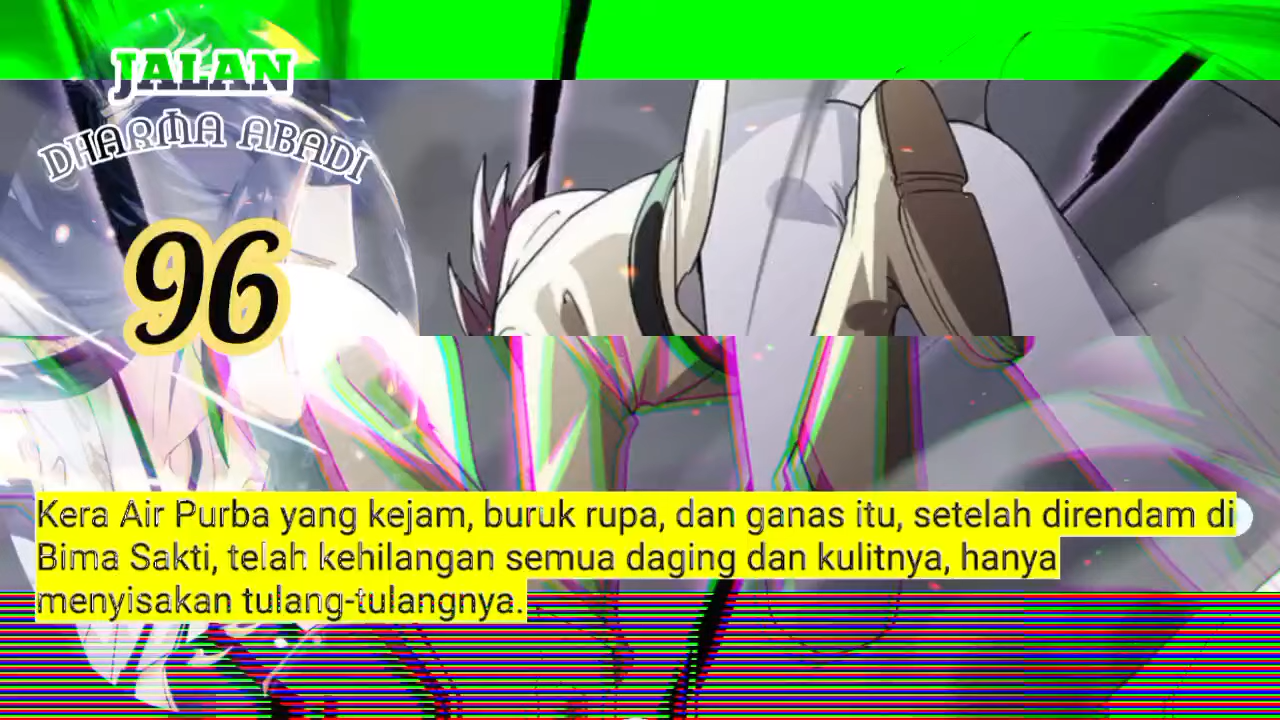 JALAN
DHARMA ABADI
96
Kera Air Purba yang kejam, buruk rupa, dan ganas itu, setelah direndam di
Bima Sakti, telah kehilangan semua daging dan kulitnya, hanya
menyisakan tulang-tulangnya.